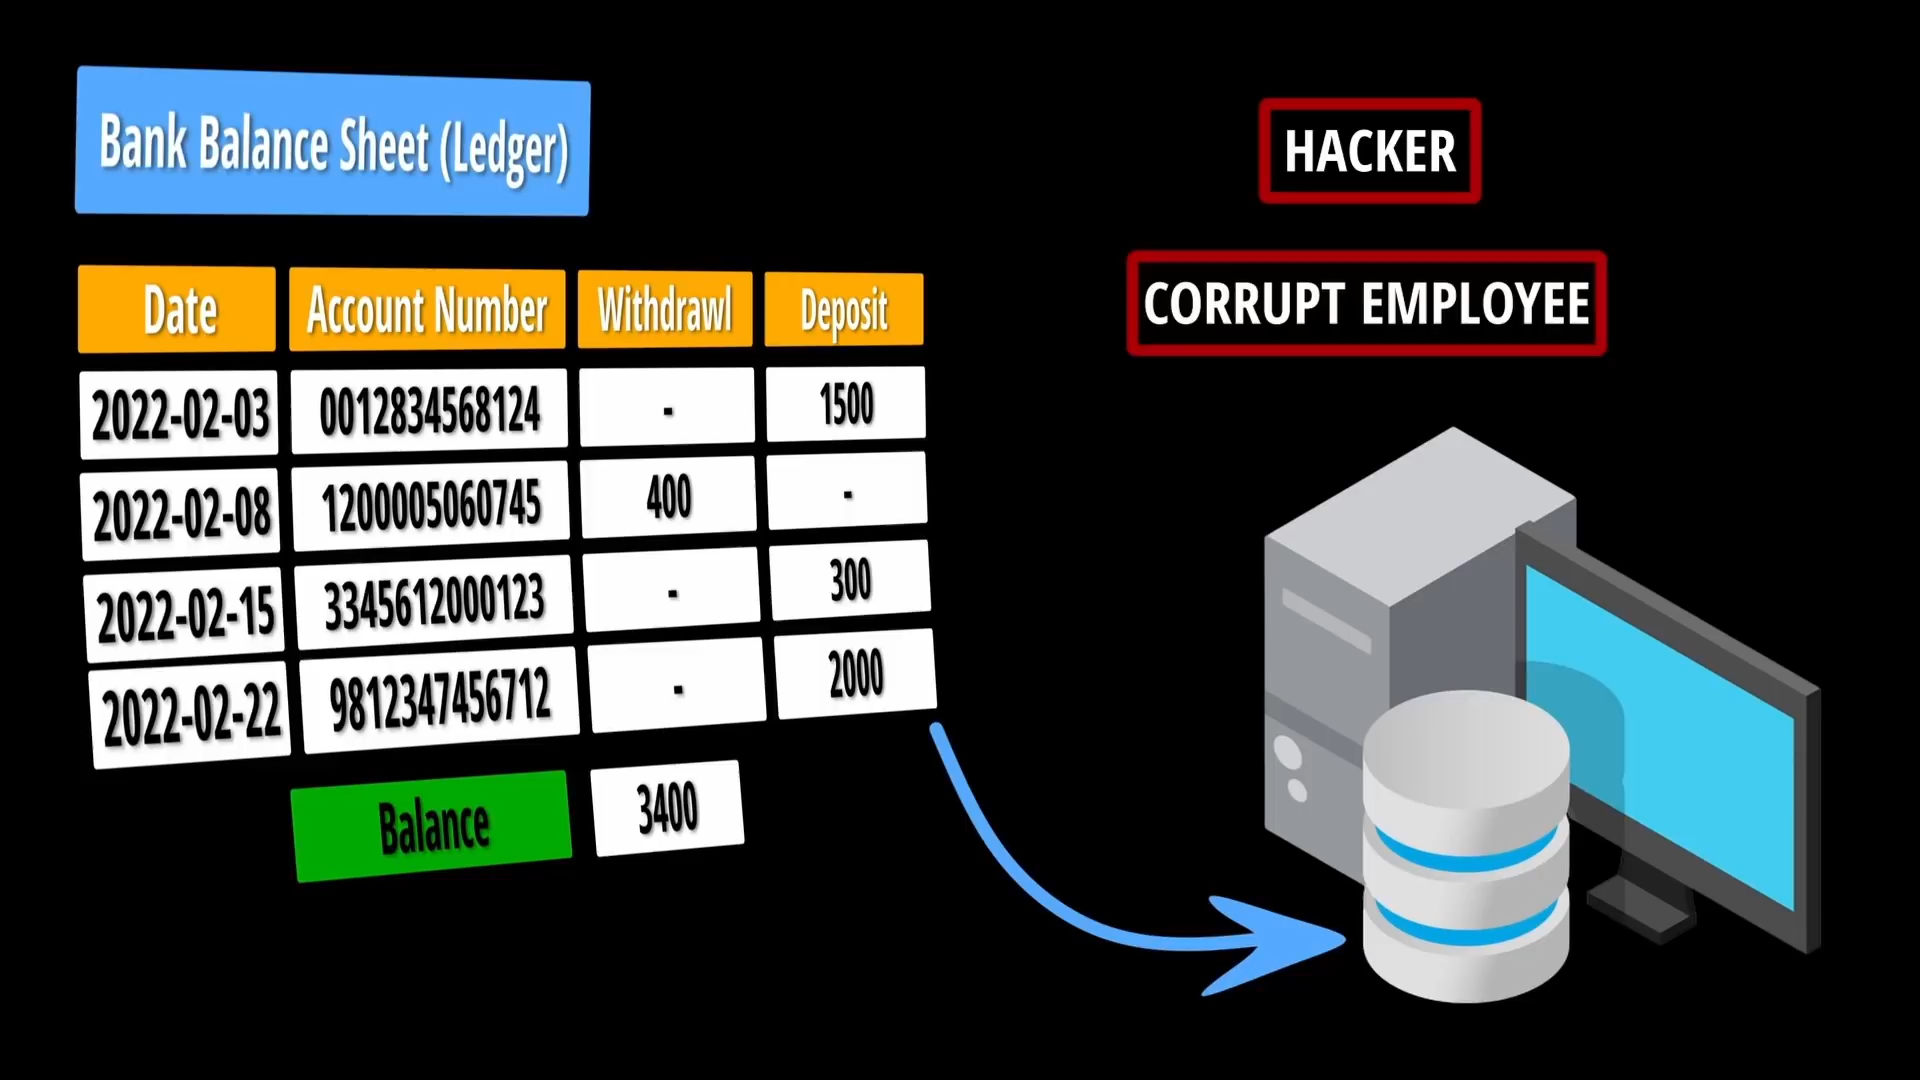 Bank Balance Sheet (Ledger)
HACKER
CORRUPT EMPLOYEE
Date Account Number Withdrawl Deposit
2022-02-03 0012834568124 - 1500
2022-02-08 1200005060745 400 -
2022-02-15 3345612000123 - 300
2022-02-22 9812347456712 - 2000
Balance 3400